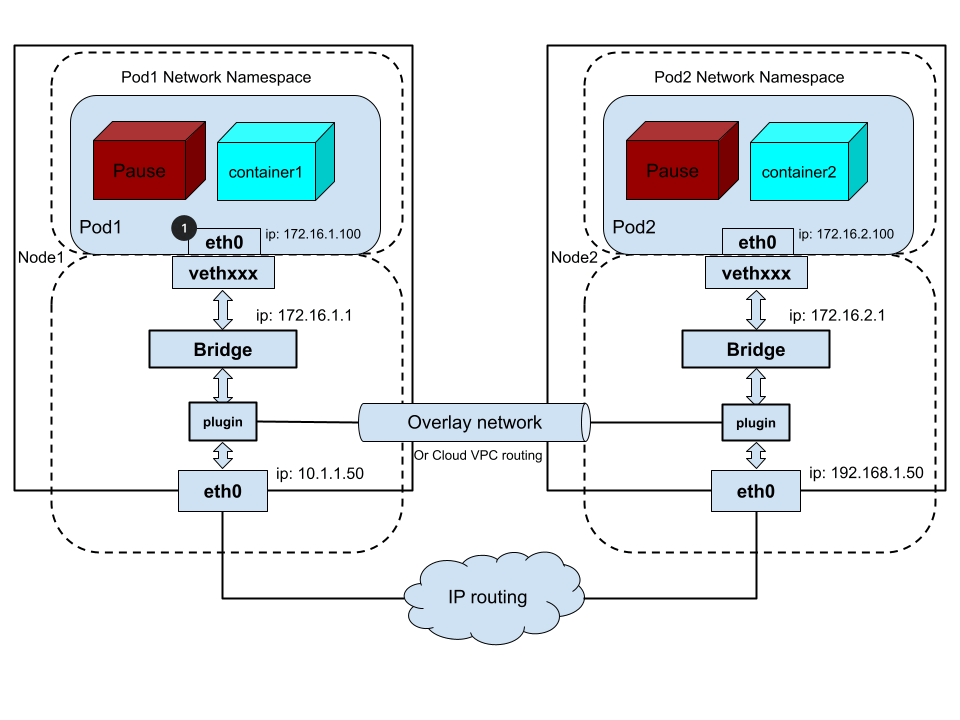 Pod1 Network Namespace
Pause
container1
Pod1
1
eth0
ip: 172.16.1.100
Node1
vethxxx
ip: 172.16.1.1
Bridge
plugin
ip: 10.1.1.50
eth0
Overlay network
Or Cloud VPC routing
IP routing
Pod2 Network Namespace
Pause
container2
Pod2
eth0
ip: 172.16.2.100
Node2
vethxxx
ip: 172.16.2.1
Bridge
plugin
ip: 192.168.1.50
eth0